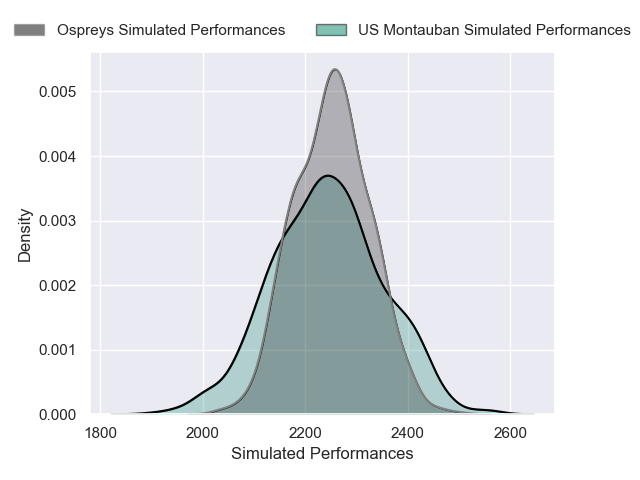 Ospreys Simulated Performances
US Montauban Simulated Performances
Density
0.005
0.004
0.003
0.002
0.001
0.000
1800
2000
2200
2400
2600
Simulated Performances